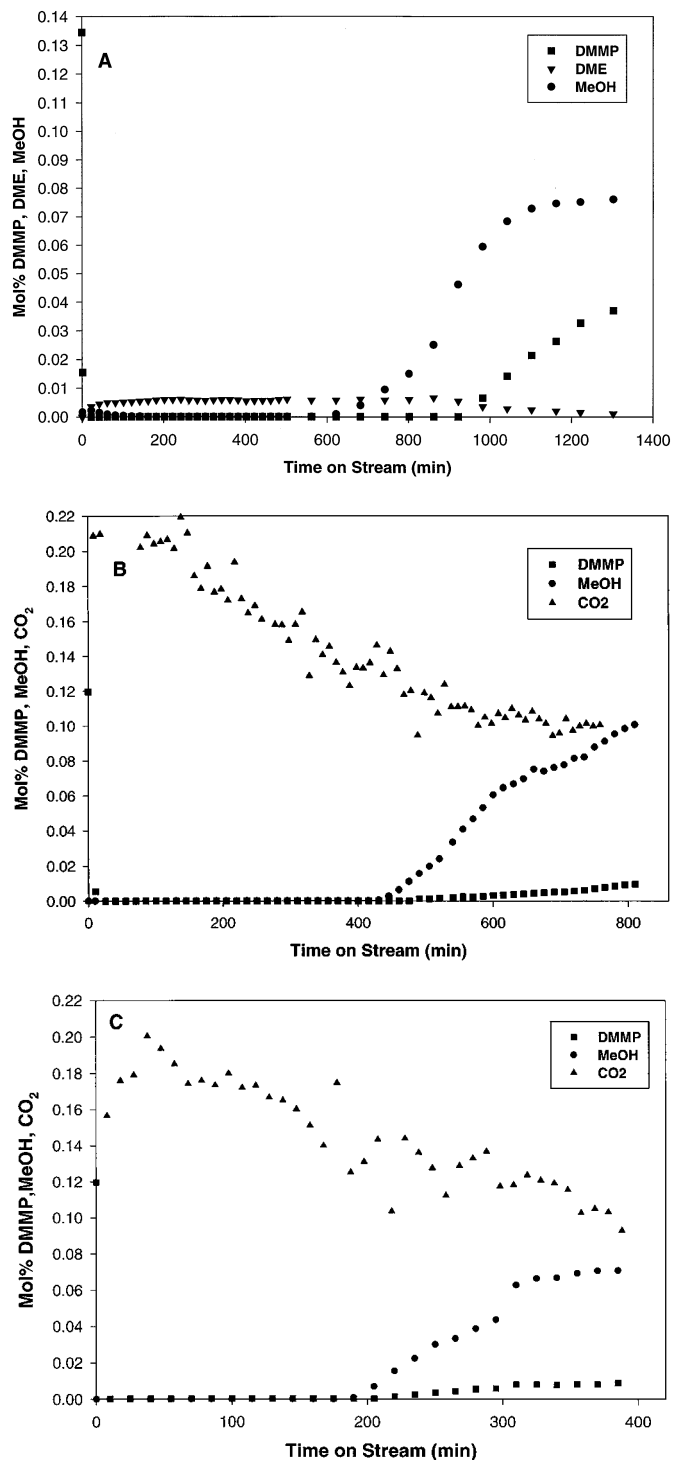 0.14
0.13
0.12
0.11
0.10
0.09
0.08
0.07
0.06
0.05
0.04
0.03
0.02
0.01
0.00
Mol% DMMP, DME, MeOH
A
DMMP
DME
MeOH
0 200 400 600 800 1000 1200 1400
Time on Stream (min)
0.22
0.20
0.18
0.16
0.14
0.12
0.10
0.08
0.06
0.04
0.02
0.00
Mol% DMMP, MeOH, CO2
B
DMMP
MeOH
CO2
0 200 400 600 800
Time on Stream (min)
0.22
0.20
0.18
0.16
0.14
0.12
0.10
0.08
0.06
0.04
0.02
0.00
Mol% DMMP,MeOH, CO2
C
DMMP
MeOH
CO2
0 100 200 300 400
Time on Stream (min)